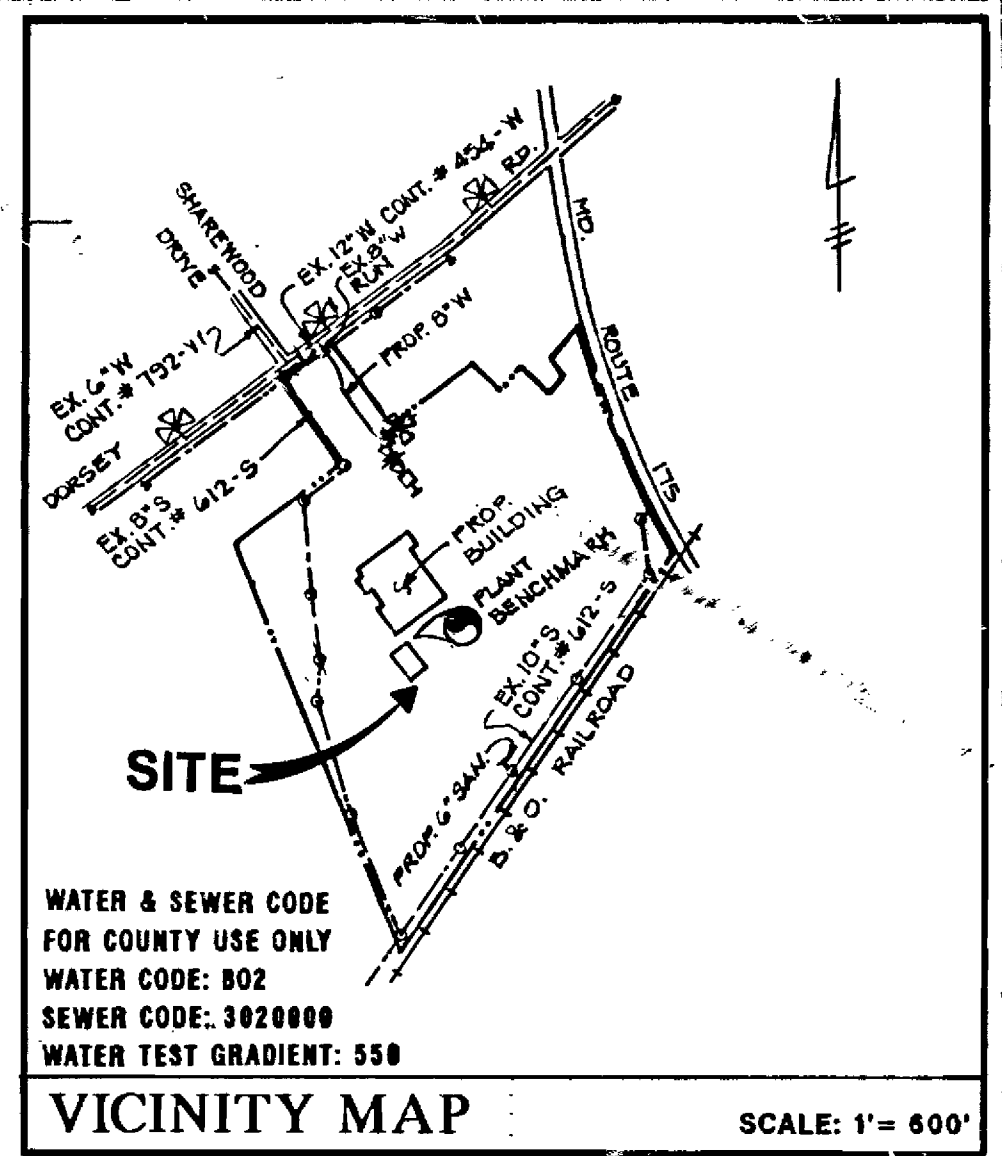 EX. 12" W CONT. # 454-W
RD.
SHAREWOOD
DRIVE
EX. 8" W
RUN
MD.
ROUTE
175
PROP. 8" W
EX. 6" W
CONT. # 792-W
DORSEY
EX. 8" S
CONT. # 612-S
PROP.
BUILDING
PLANT
BENCHMARK
EX. 10" S
CONT. # 612-S
SITE
PROP. 6" SAN.
B. & O. RAILROAD
WATER & SEWER CODE
FOR COUNTY USE ONLY
WATER CODE: B02
SEWER CODE: 3020000
WATER TEST GRADIENT: 550
VICINITY MAP
SCALE: 1'= 600'